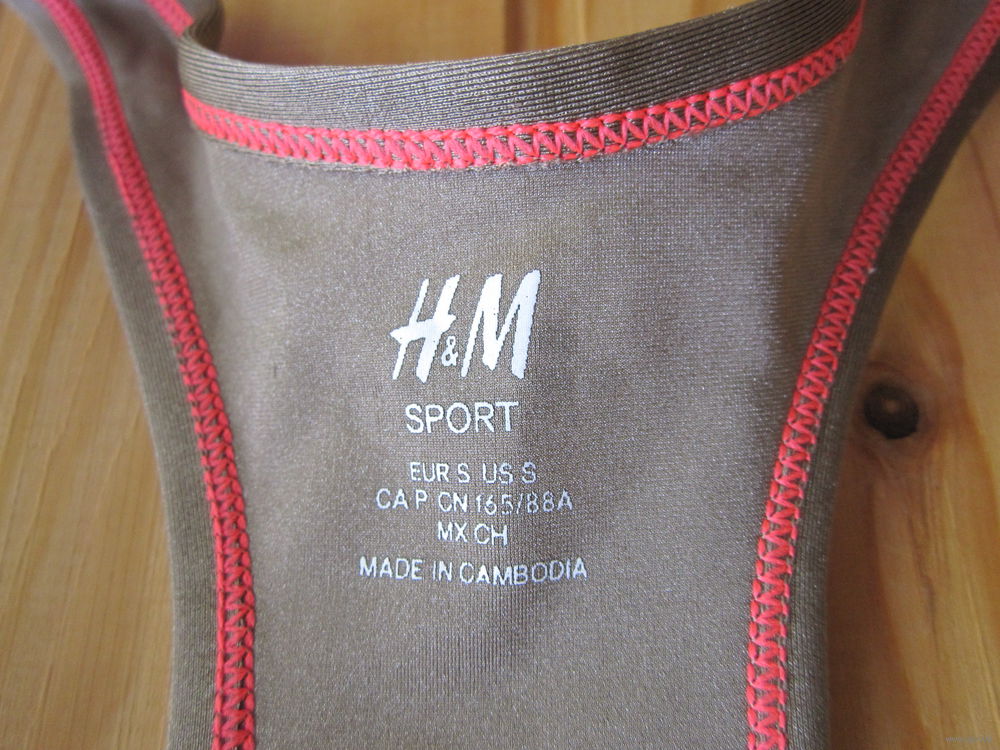 H&M
SPORT
EUR S US S
CA P CN 165/88A
MX CH
MADE IN CAMBODIA